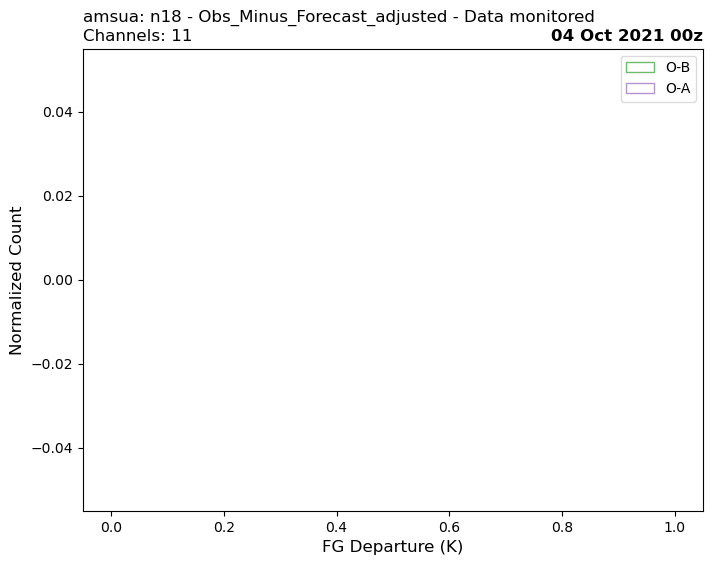 amsua: n18 - Obs_Minus_Forecast_adjusted - Data monitored
Channels: 11
04 Oct 2021 00z
O-B
O-A
0.04
0.02
0.00
−0.02
−0.04
Normalized Count
0.0 0.2 0.4 0.6 0.8 1.0
FG Departure (K)